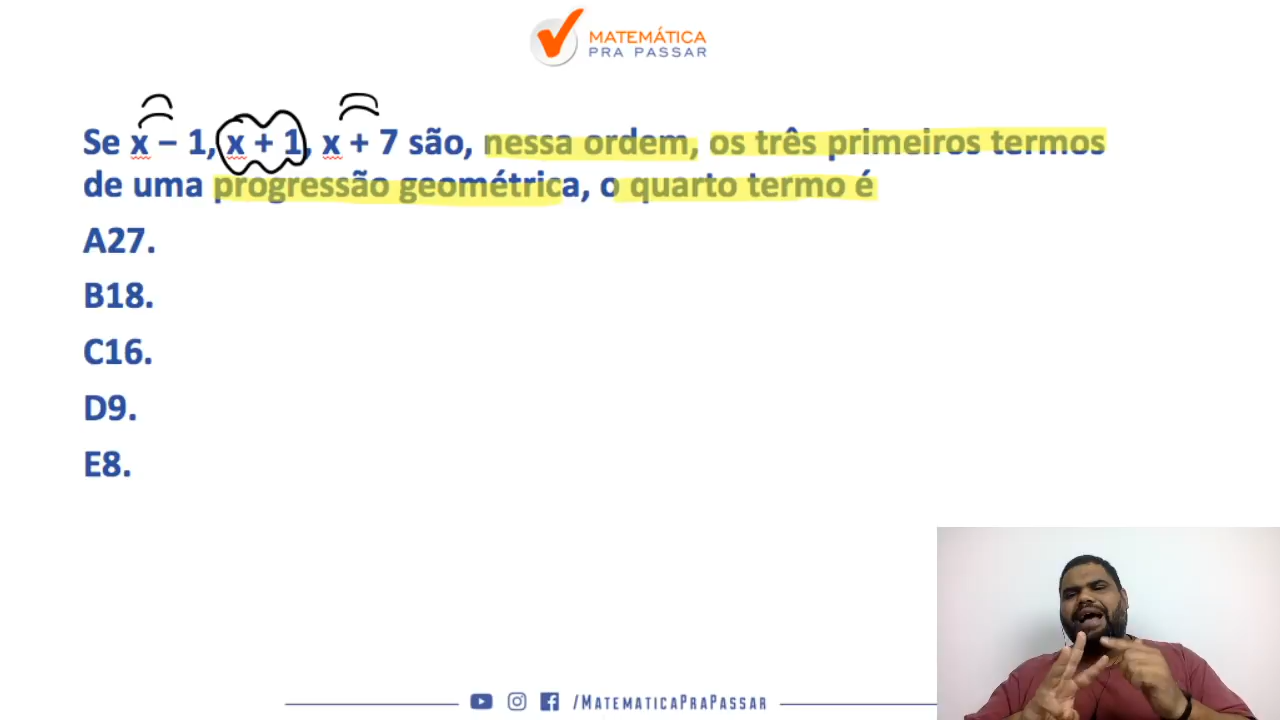 MATEMÁTICA
PRA PASSAR
Se x – 1, x + 1, x + 7 são, nessa ordem, os três primeiros termos
de uma progressão geométrica, o quarto termo é
A27.
B18.
C16.
D9.
E8.
/MATEMATICAPRAPASSAR